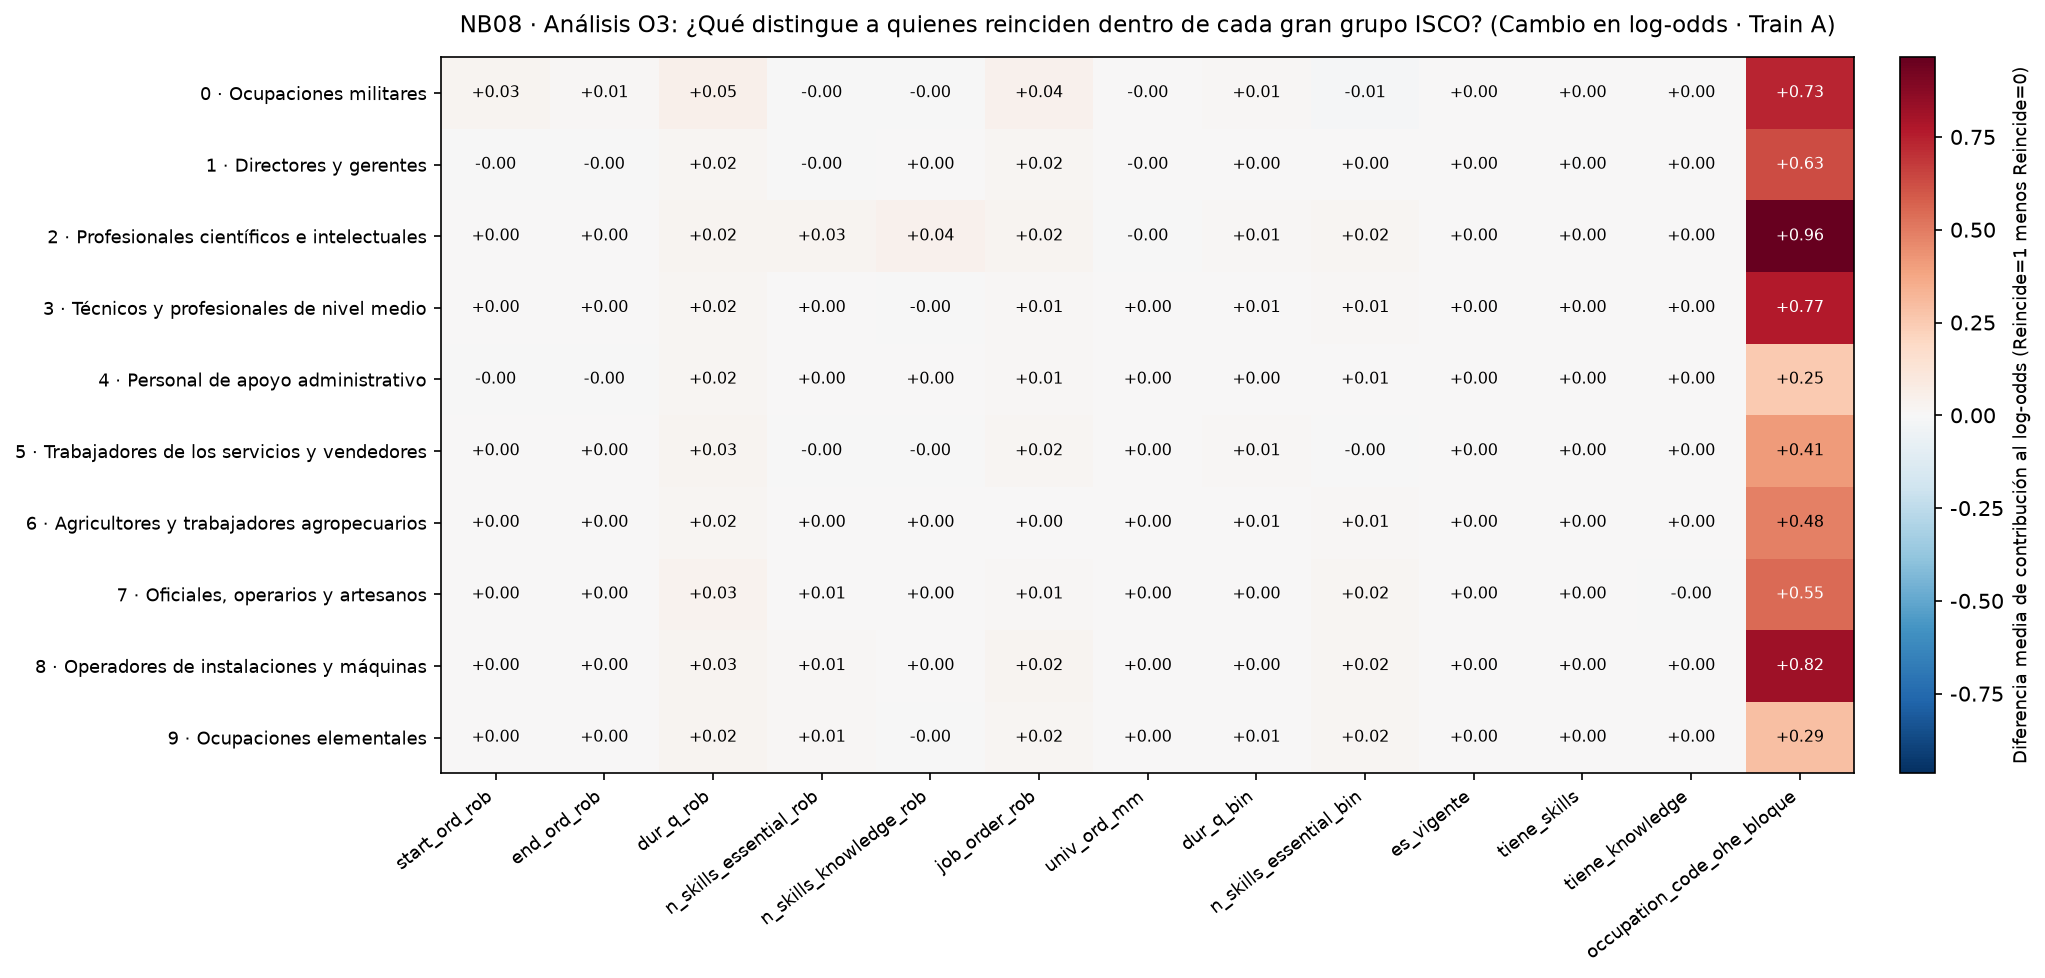 NB08 · Análisis O3: ¿Qué distingue a quienes reinciden dentro de cada gran grupo ISCO? (Cambio en log-odds · Train A)
0 · Ocupaciones militares +0.03 +0.01 +0.05 -0.00 -0.00 +0.04 -0.00 +0.01 -0.01 +0.00 +0.00 +0.00 +0.73
1 · Directores y gerentes -0.00 -0.00 +0.02 -0.00 +0.00 +0.02 -0.00 +0.00 +0.00 +0.00 +0.00 +0.00 +0.63
2 · Profesionales científicos e intelectuales +0.00 +0.00 +0.02 +0.03 +0.04 +0.02 -0.00 +0.01 +0.02 +0.00 +0.00 +0.00 +0.96
3 · Técnicos y profesionales de nivel medio +0.00 +0.00 +0.02 +0.00 -0.00 +0.01 +0.00 +0.01 +0.01 +0.00 +0.00 +0.00 +0.77
4 · Personal de apoyo administrativo -0.00 -0.00 +0.02 +0.00 +0.00 +0.01 +0.00 +0.00 +0.01 +0.00 +0.00 +0.00 +0.25
5 · Trabajadores de los servicios y vendedores +0.00 +0.00 +0.03 -0.00 -0.00 +0.02 +0.00 +0.01 -0.00 +0.00 +0.00 +0.00 +0.41
6 · Agricultores y trabajadores agropecuarios +0.00 +0.00 +0.02 +0.00 +0.00 +0.00 +0.00 +0.01 +0.01 +0.00 +0.00 +0.00 +0.48
7 · Oficiales, operarios y artesanos +0.00 +0.00 +0.03 +0.01 +0.00 +0.01 +0.00 +0.00 +0.02 +0.00 +0.00 -0.00 +0.55
8 · Operadores de instalaciones y máquinas +0.00 +0.00 +0.03 +0.01 +0.00 +0.02 +0.00 +0.00 +0.02 +0.00 +0.00 +0.00 +0.82
9 · Ocupaciones elementales +0.00 +0.00 +0.02 +0.01 -0.00 +0.02 +0.00 +0.01 +0.02 +0.00 +0.00 +0.00 +0.29
start_ord_rob
end_ord_rob
dur_q_rob
n_skills_essential_rob
n_skills_knowledge_rob
job_order_rob
univ_ord_mm
dur_q_bin
n_skills_essential_bin
es_vigente
tiene_skills
tiene_knowledge
occupation_code_ohe_bloque
0.75
0.50
0.25
0.00
-0.25
-0.50
-0.75
Diferencia media de contribución al log-odds (Reincide=1 menos Reincide=0)